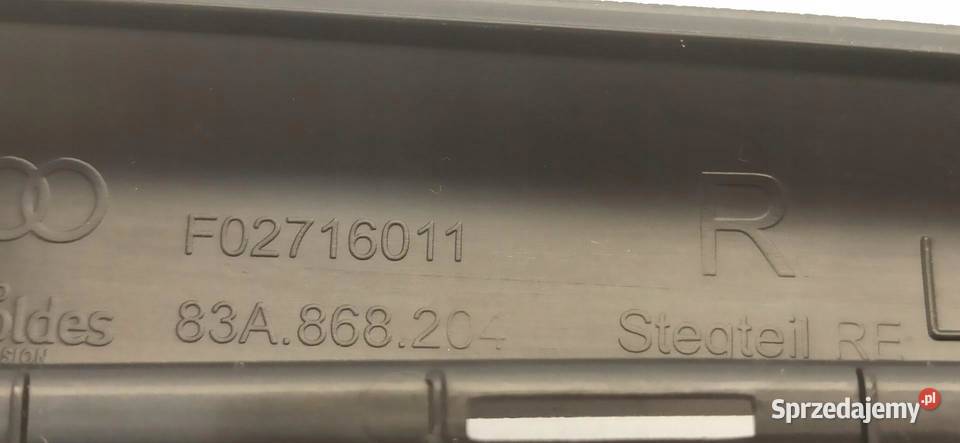 F02716011
R
83A.868.204
Stegteil RE
Sprzedajemy.pl